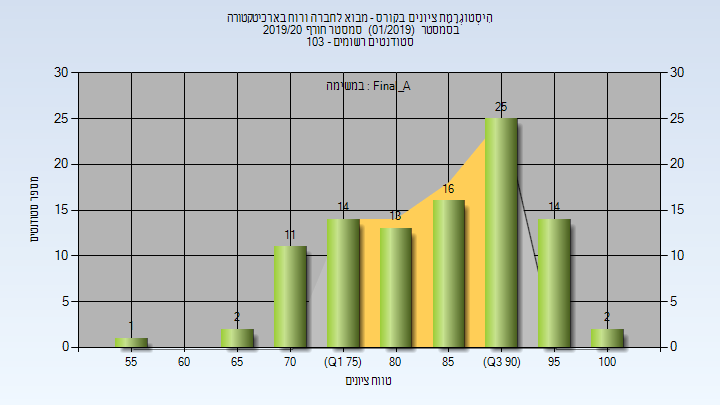 היסטוגרמת ציונים בקורס - מבוא לחברה ורוח בארכיטקטורה
בסמסטר (01/2019) סמסטר חורף 2019/20
סטודנטים רשומים - 103
במשימה : Final_A
30 30
25 25
20 20
15 15
10 10
5 5
0 0
1 2 11 14 13 16 25 14 2
55 60 65 70 (Q1 75) 80 85 (Q3 90) 95 100
מספר סטודנטים
טווח ציונים